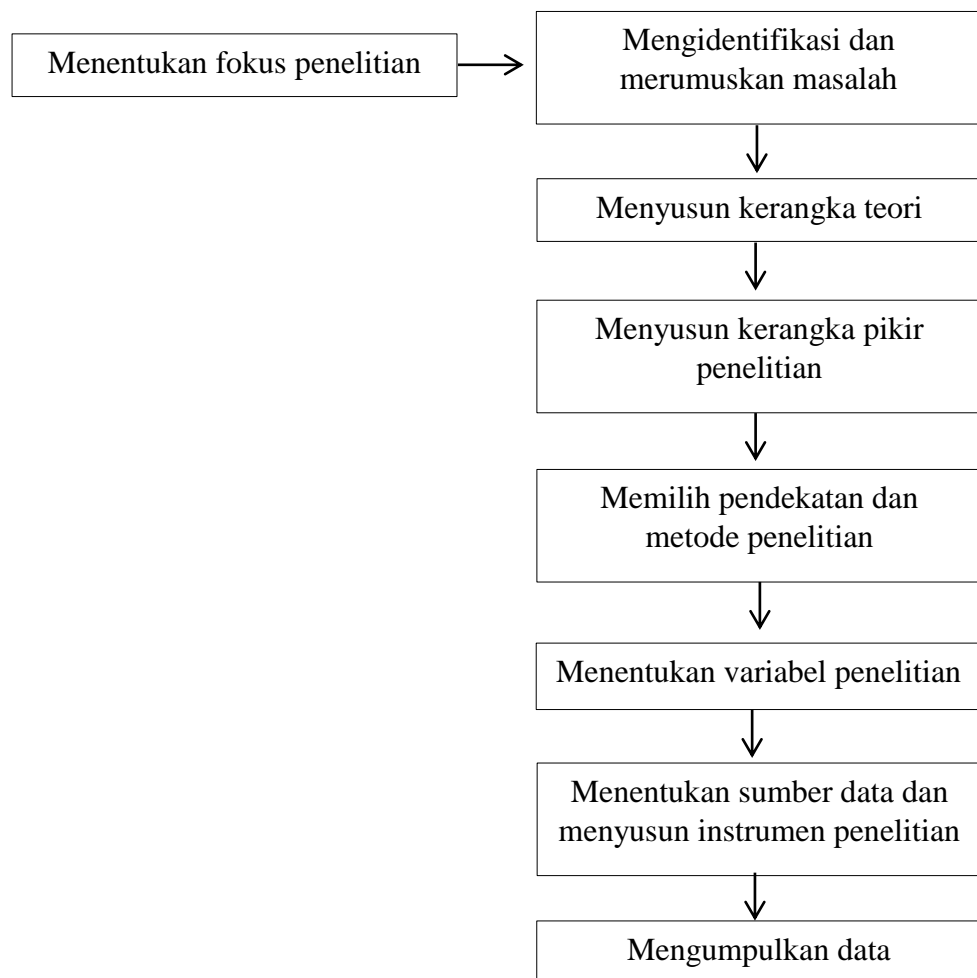 Menentukan fokus penelitian
Mengidentifikasi dan
merumuskan masalah
Menyusun kerangka teori
Menyusun kerangka pikir
penelitian
Memilih pendekatan dan
metode penelitian
Menentukan variabel penelitian
Menentukan sumber data dan
menyusun instrumen penelitian
Mengumpulkan data